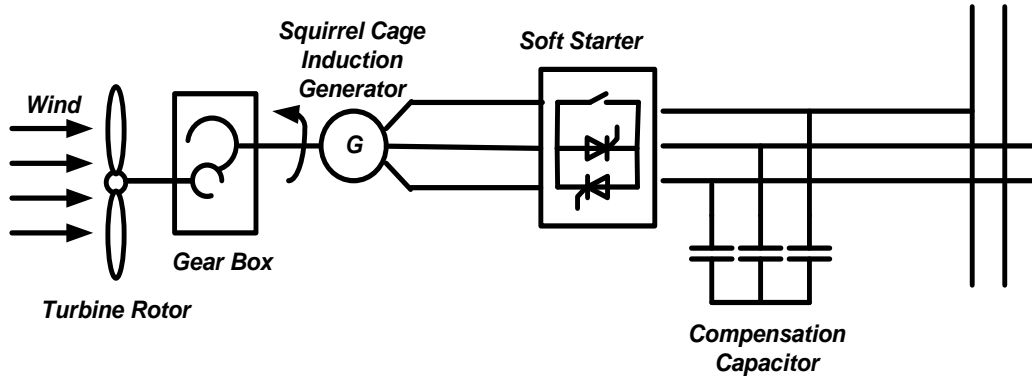 Squirrel Cage
Induction
Generator
Soft Starter
Wind
G
Gear Box
Turbine Rotor
Compensation
Capacitor